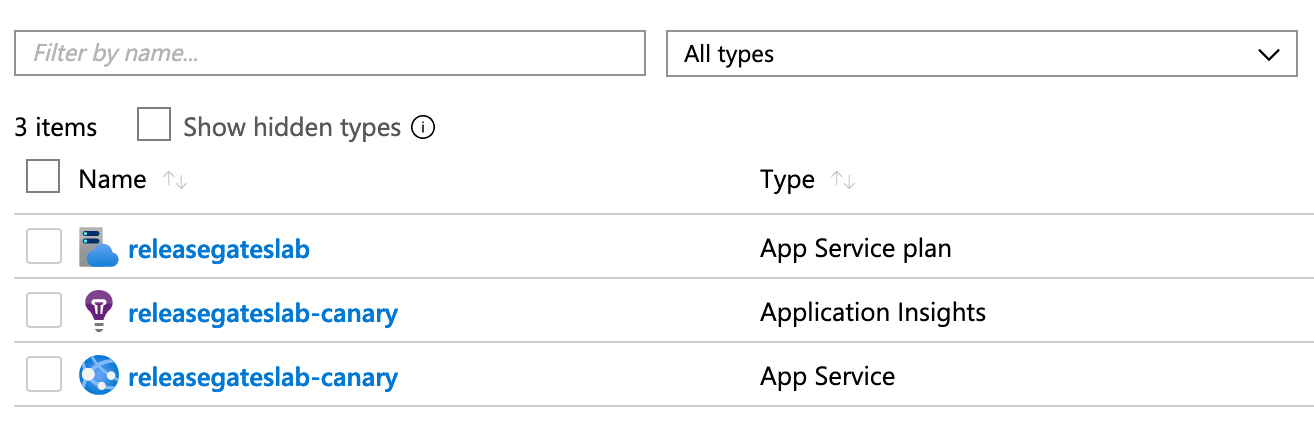 Filter by name... All types
3 items Show hidden types
Name Type
releasegateslab App Service plan
releasegateslab-canary Application Insights
releasegateslab-canary App Service